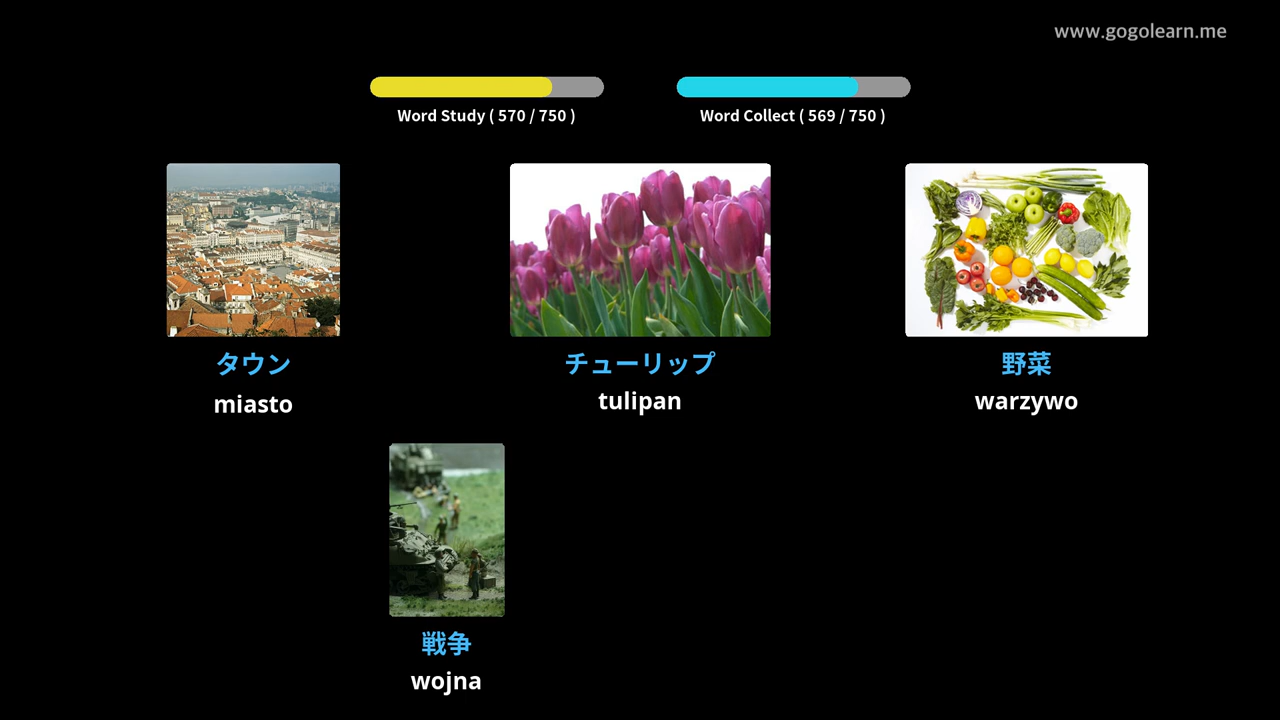 www.gogolearn.me
Word Study ( 570 / 750 )
Word Collect ( 569 / 750 )
タウン
miasto
チューリップ
tulipan
野菜
warzywo
戦争
wojna